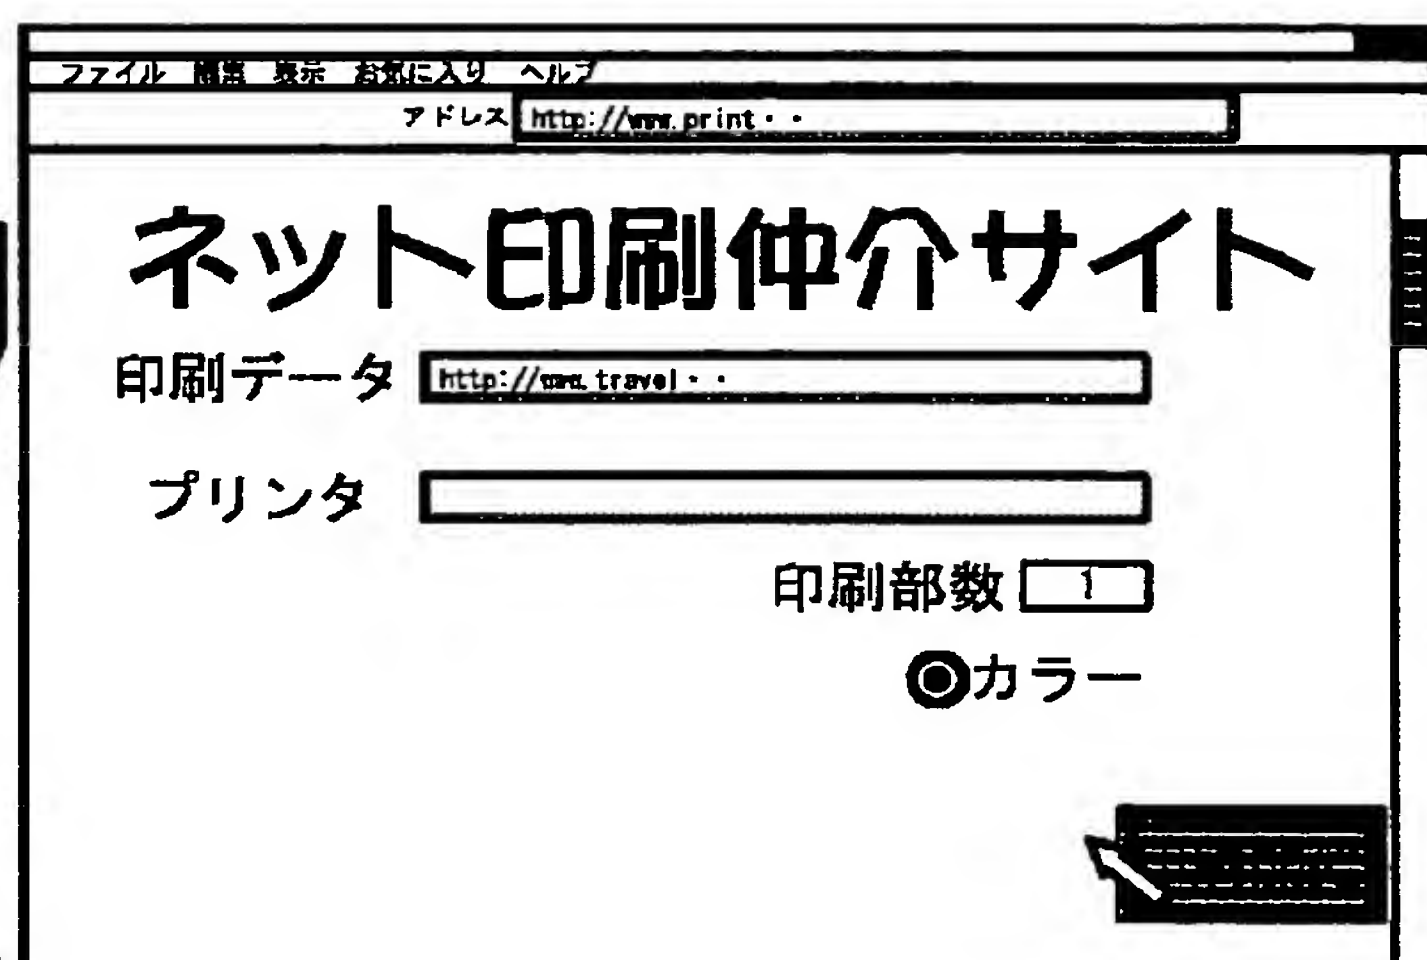 ファイル 編集 表示 お気に入り ヘルプ
アドレス http://www.print・・
ネット印刷仲介サイト
印刷データ http://www.travel・・
プリンタ
印刷部数 1
カラー